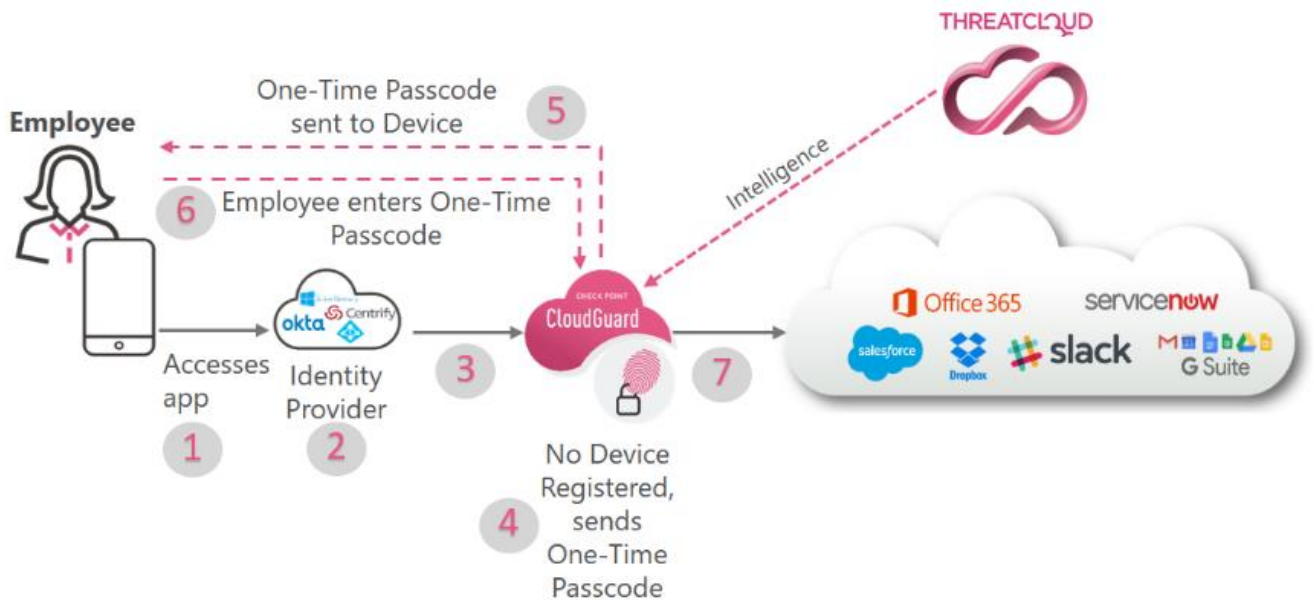 THREATCLOUD
One-Time Passcode
sent to Device
5
Employee
Intelligence
6
Employee enters One-Time
Passcode
CHECK POINT
CloudGuard
Centrify
okta
Office 365
servicenow
salesforce
Dropbox
slack
G Suite
Accesses
app
1
Identity
Provider
2
3
7
No Device
Registered,
sends
One-Time
Passcode
4